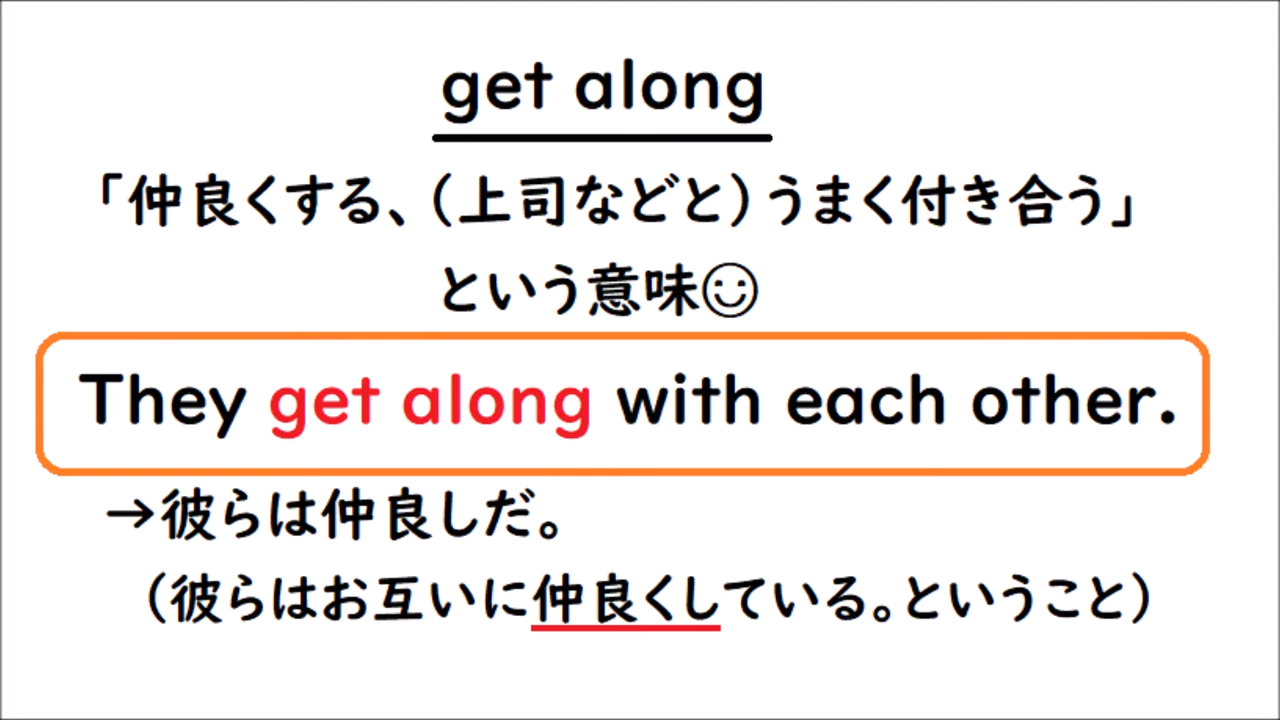 get along
「仲良くする、（上司などと）うまく付き合う」
という意味☺
They get along with each other.
→彼らは仲良しだ。
（彼らはお互いに仲良くしている。ということ）